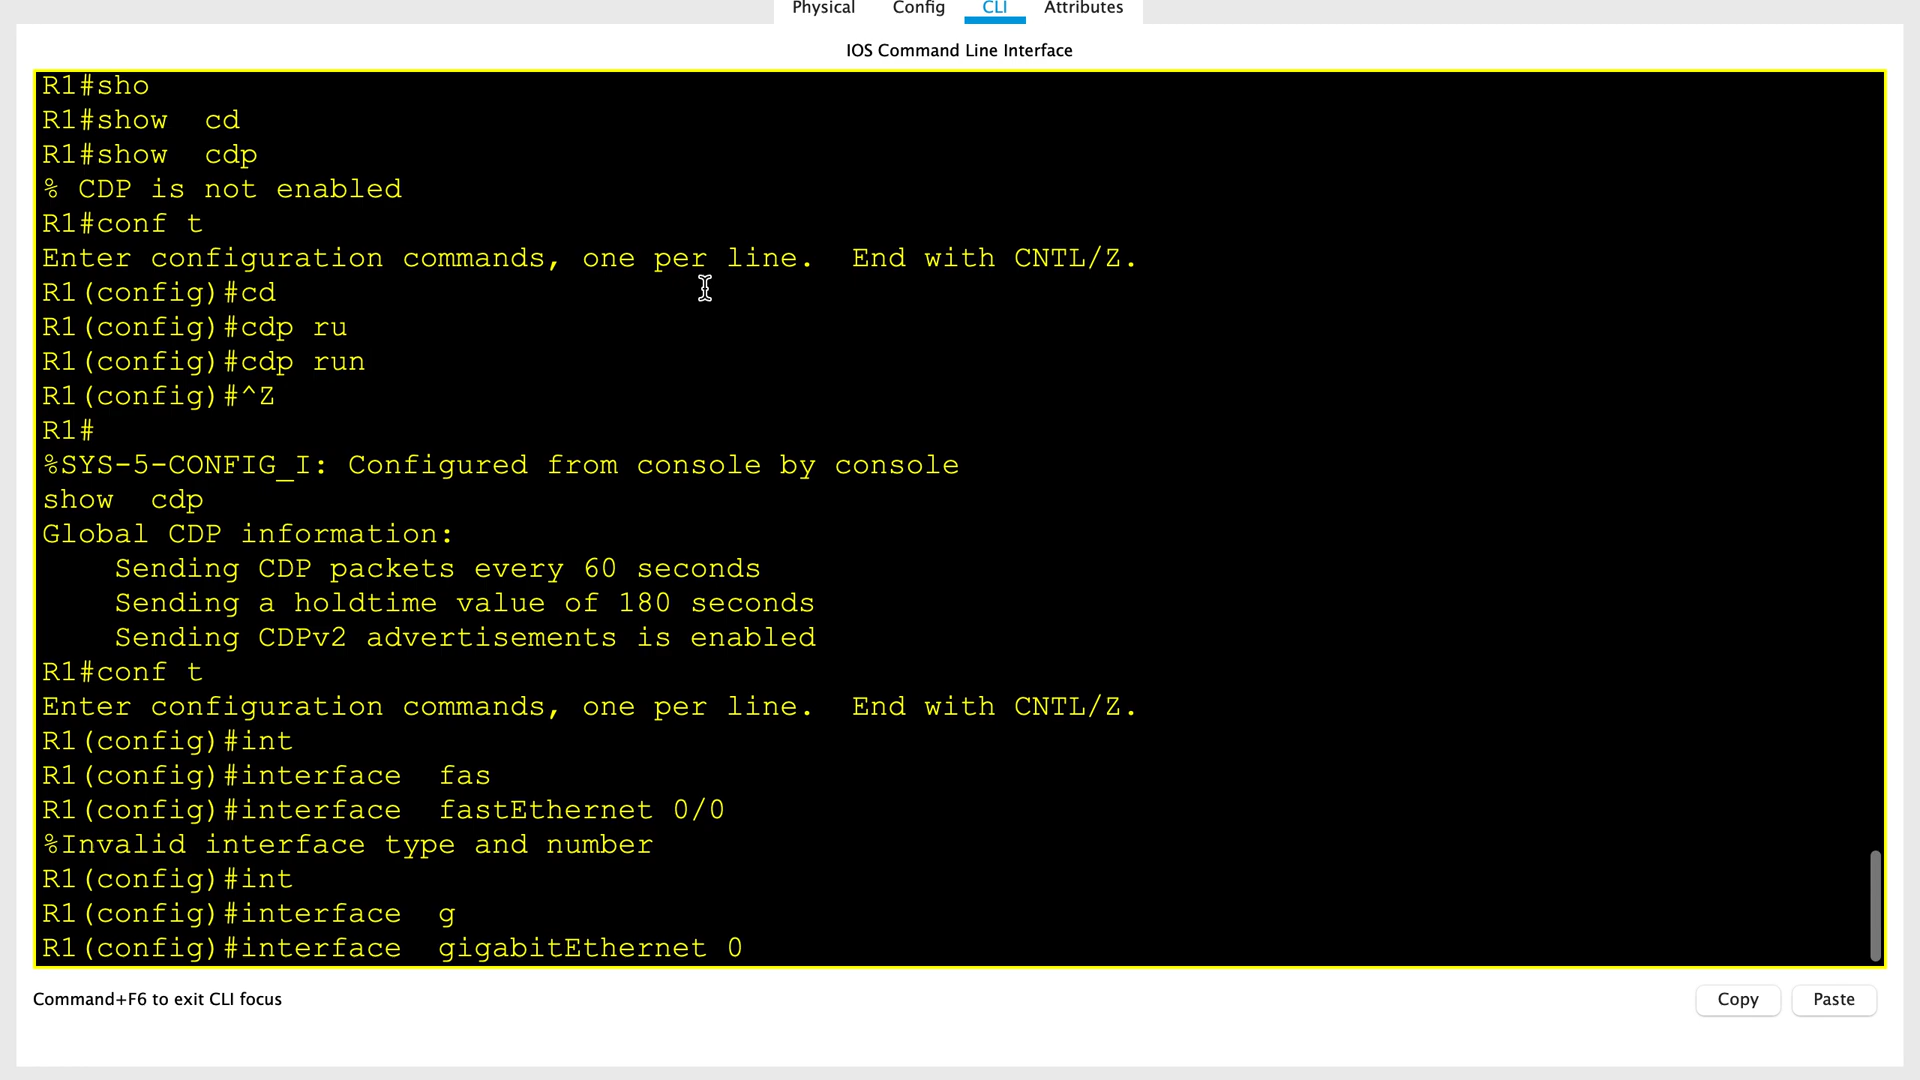 Physical Config CLI Attributes
IOS Command Line Interface
R1#sho
R1#show  cd
R1#show  cdp
% CDP is not enabled
R1#conf t
Enter configuration commands, one per line.  End with CNTL/Z.
R1(config)#cd
R1(config)#cdp ru
R1(config)#cdp run
R1(config)#^Z
R1#
%SYS-5-CONFIG_I: Configured from console by console
show  cdp
Global CDP information:
    Sending CDP packets every 60 seconds
    Sending a holdtime value of 180 seconds
    Sending CDPv2 advertisements is enabled
R1#conf t
Enter configuration commands, one per line.  End with CNTL/Z.
R1(config)#int
R1(config)#interface  fas
R1(config)#interface  fastEthernet 0/0
%Invalid interface type and number
R1(config)#int
R1(config)#interface  g
R1(config)#interface  gigabitEthernet 0
Command+F6 to exit CLI focus
Copy Paste